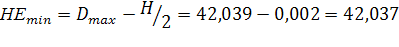 HE_min = D_max − H/2 = 42,039 − 0,002 = 42,037